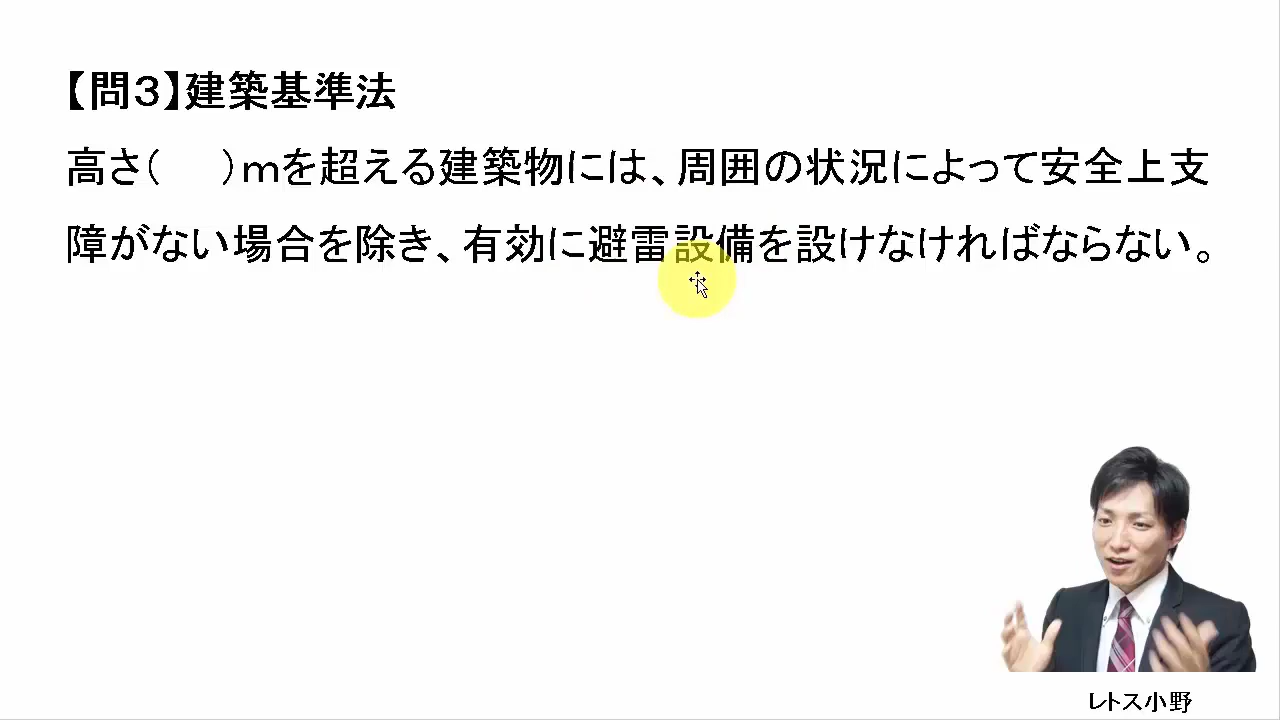 【問３】建築基準法
高さ（　　）ｍを超える建築物には、周囲の状況によって安全上支
障がない場合を除き、有効に避雷設備を設けなければならない。
レトス小野